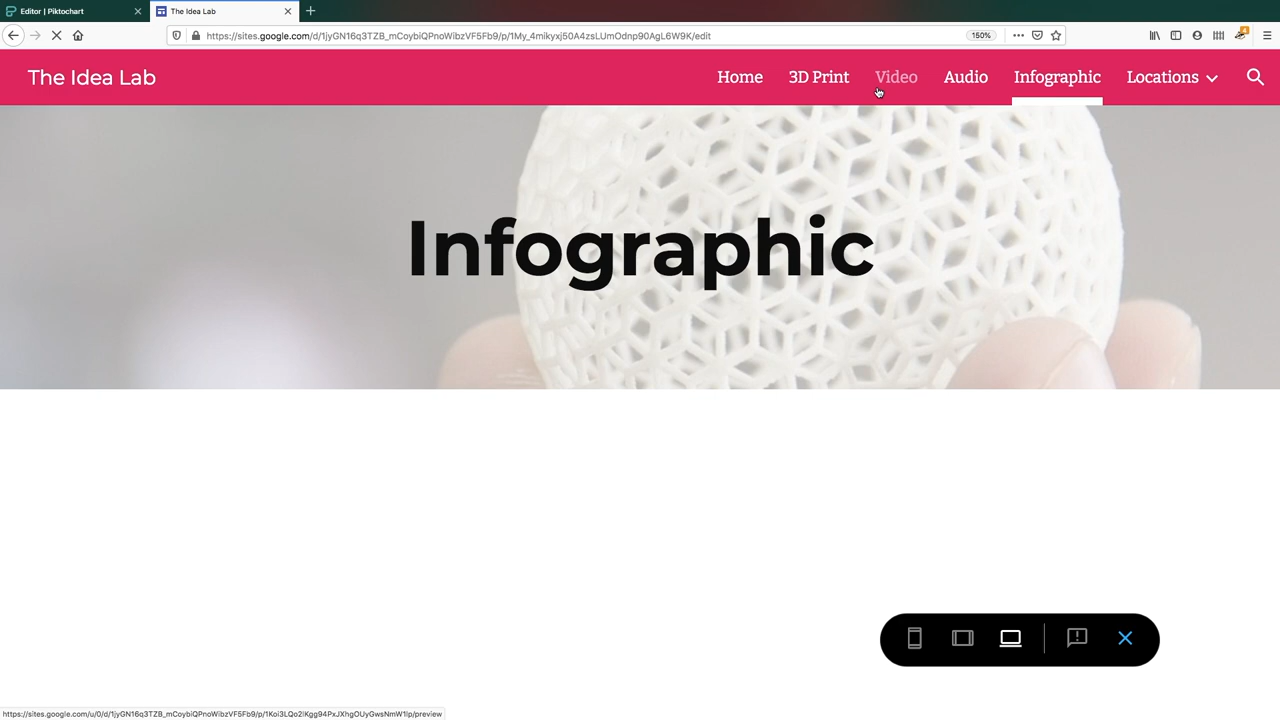 Editor | Piktochart
The Idea Lab
https://sites.google.com/d/1jyGN16q3TZB_mCoybiQPnoWibzVF5Fb9/p/1My_4mikyxj50A4zsLUmOdnp90AgL6W9K/edit
150%
The Idea Lab
Home
3D Print
Video
Audio
Infographic
Locations
Infographic
https://sites.google.com/u/0/d/1jyGN16q3TZB_mCoybiQPnoWibzVF5Fb9/p/1Koi3LQo2IKgg94PxJXhgOUyGwsNmW1lp/preview